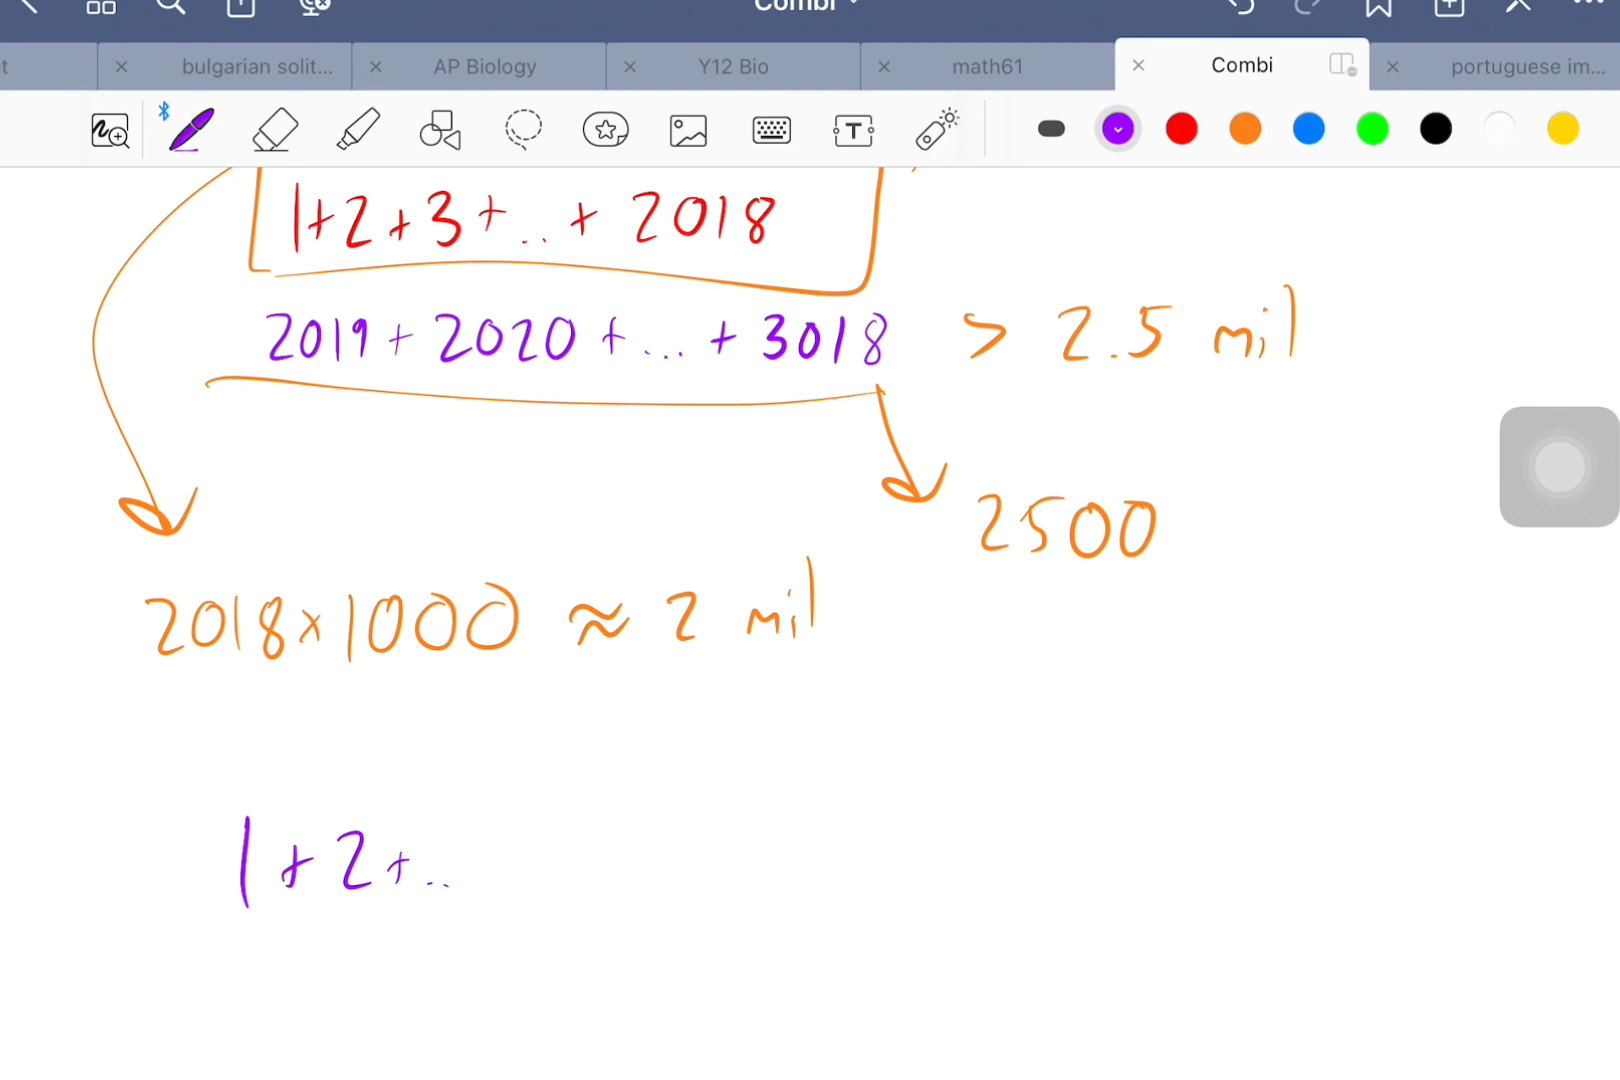 Combi
t
bulgarian solit...
AP Biology
Y12 Bio
math61
Combi
portuguese im...
T
1+2+3+...+2018
2019+2020+...+3018 > 2.5 mil
2500
2018×1000 ≈ 2 mil
1+2+..